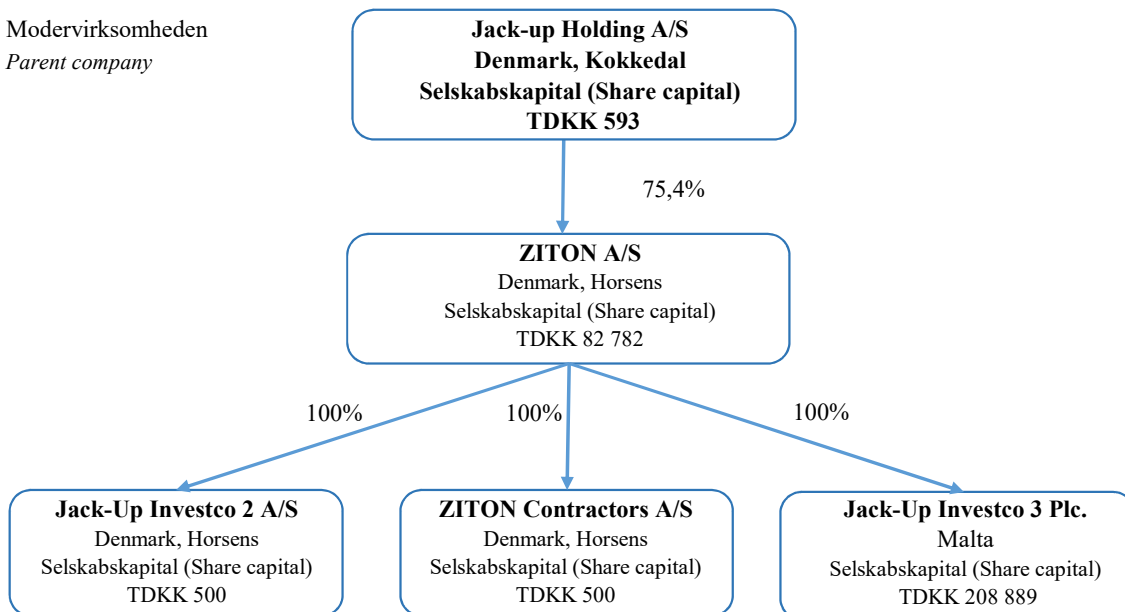 Modervirksomheden
Parent company
Jack-up Holding A/S
Denmark, Kokkedal
Selskabskapital (Share capital)
TDKK 593
75,4%
ZITON A/S
Denmark, Horsens
Selskabskapital (Share capital)
TDKK 82 782
100%
100%
100%
Jack-Up Investco 2 A/S
Denmark, Horsens
Selskabskapital (Share capital)
TDKK 500
ZITON Contractors A/S
Denmark, Horsens
Selskabskapital (Share capital)
TDKK 500
Jack-Up Investco 3 Plc.
Malta
Selskabskapital (Share capital)
TDKK 208 889